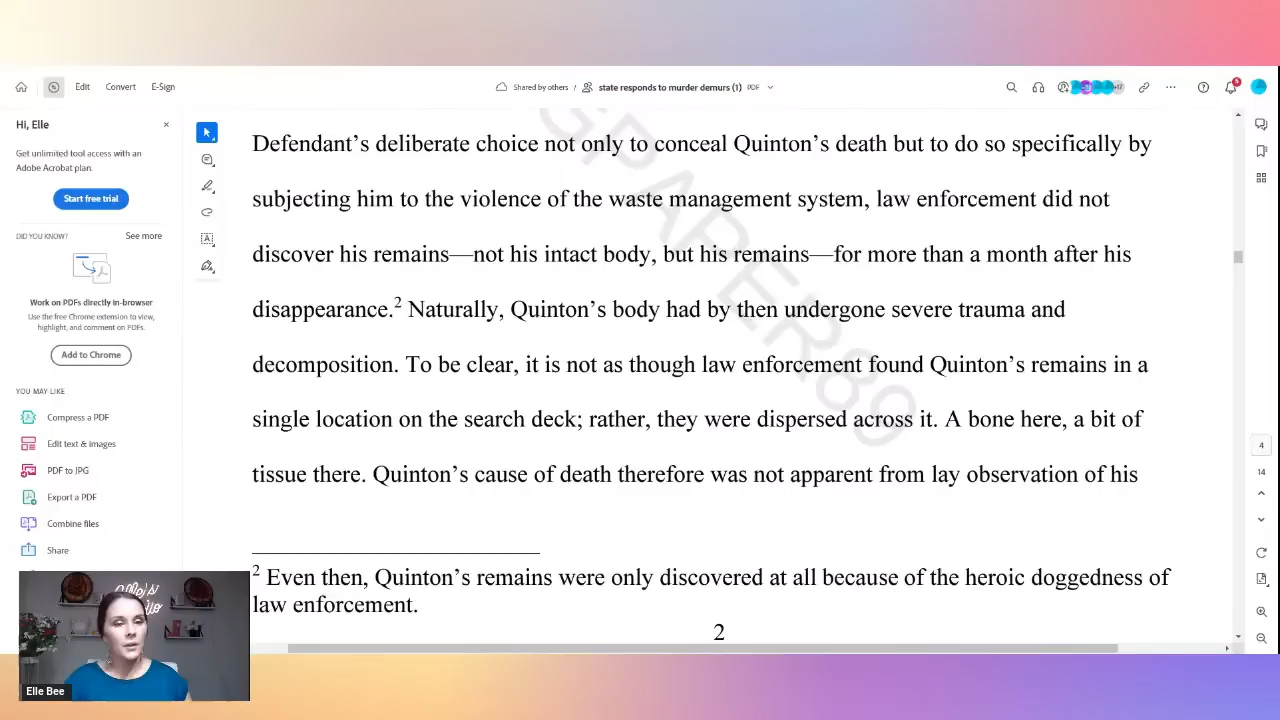 Edit
Convert
E-Sign
Shared by others / state responds to murder demurs (1) PDF
+17
5
Hi, Elle
Get unlimited tool access with an
Adobe Acrobat plan.
Start free trial
DID YOU KNOW?
See more
Work on PDFs directly in-browser
Use the free Chrome extension to view,
highlight, and comment on PDFs.
Add to Chrome
YOU MAY LIKE
Compress a PDF
Edit text & images
PDF to JPG
Export a PDF
Combine files
Share
GPAPER89
Defendant's deliberate choice not only to conceal Quinton's death but to do so specifically by
subjecting him to the violence of the waste management system, law enforcement did not
discover his remains—not his intact body, but his remains—for more than a month after his
disappearance.² Naturally, Quinton's body had by then undergone severe trauma and
decomposition. To be clear, it is not as though law enforcement found Quinton's remains in a
single location on the search deck; rather, they were dispersed across it. A bone here, a bit of
tissue there. Quinton's cause of death therefore was not apparent from lay observation of his
² Even then, Quinton's remains were only discovered at all because of the heroic doggedness of
law enforcement.
2
4
14
Elle's
Elle Bee